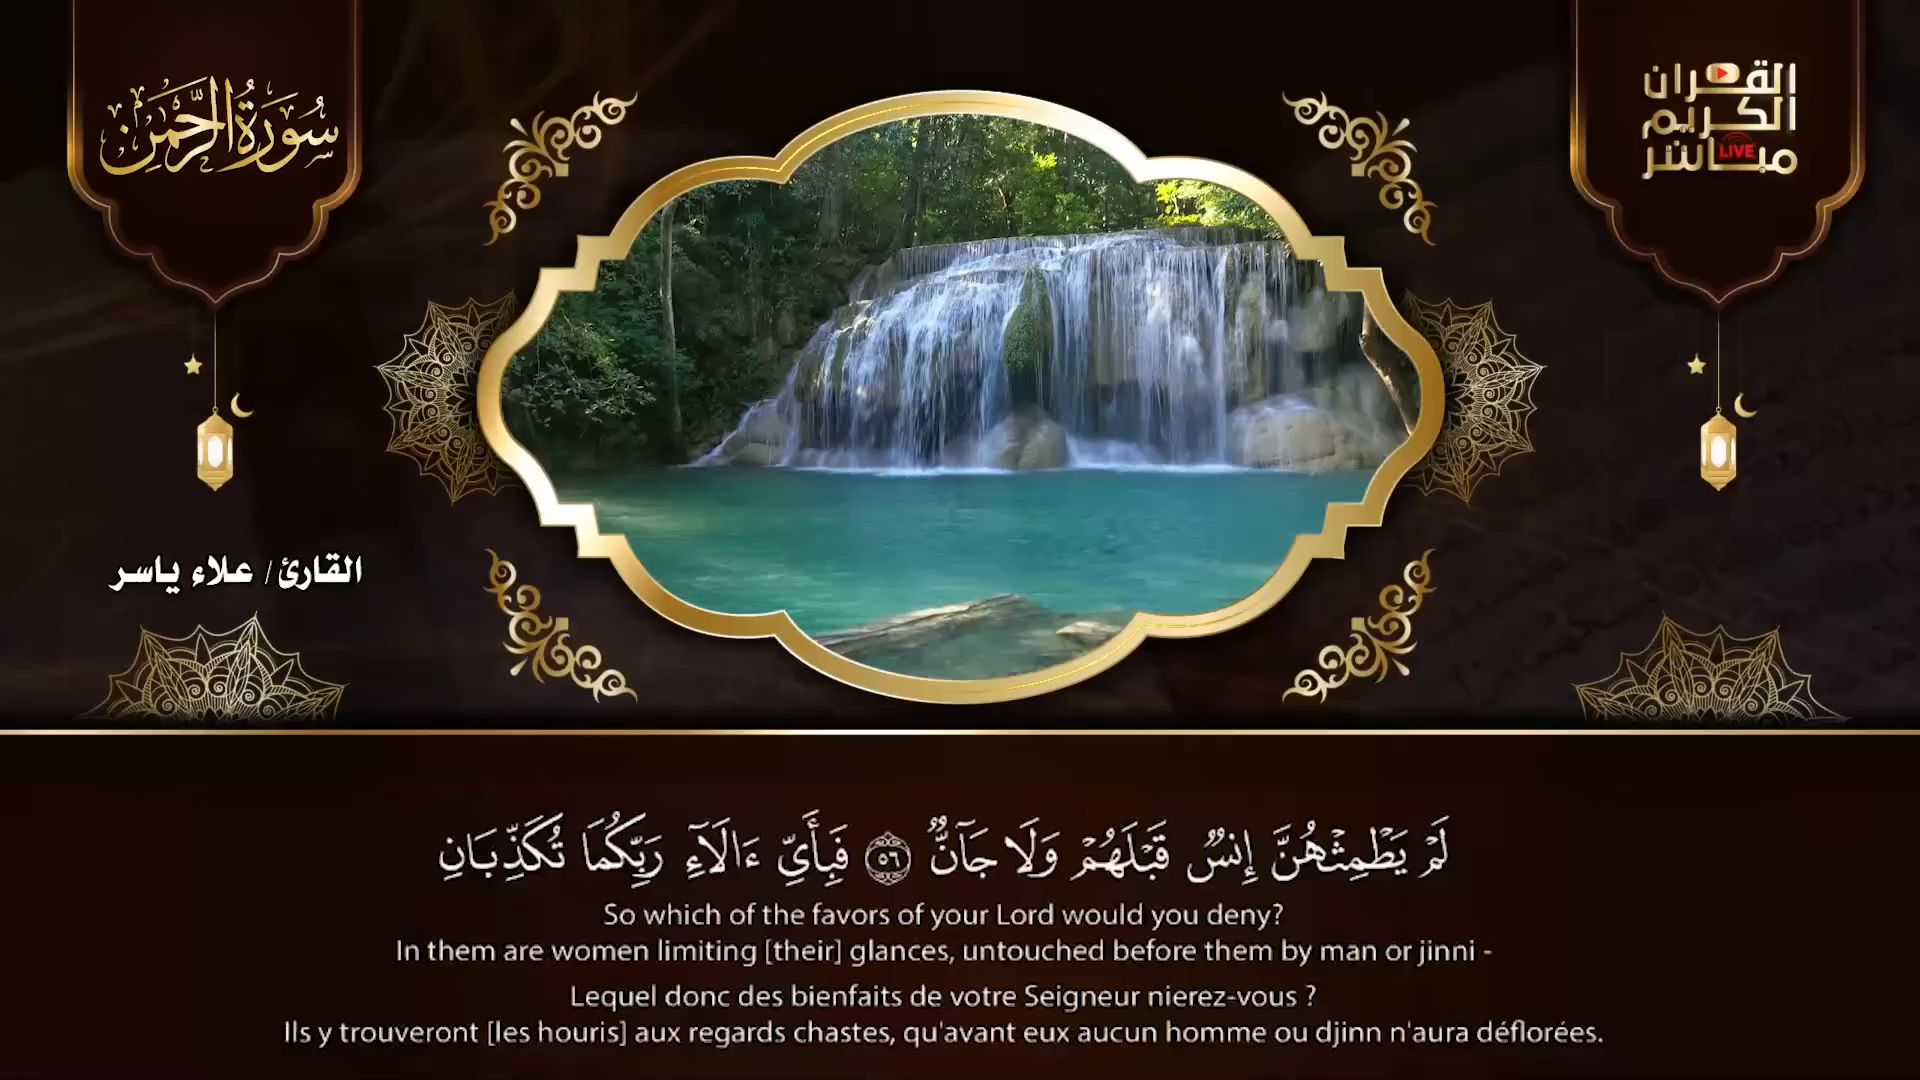 سُورَةُ الرَّحْمَٰن
القرآن
الكريم
مباشر
LIVE
القارئ / علاء ياسر
لَمْ يَطْمِثْهُنَّ إِنسٌ قَبْلَهُمْ وَلَا جَآنٌّ ٥٦ فَبِأَىِّ ءَالَآءِ رَبِّكُمَا تُكَذِّبَانِ
So which of the favors of your Lord would you deny?
In them are women limiting [their] glances, untouched before them by man or jinni -
Lequel donc des bienfaits de votre Seigneur nierez-vous ?
Ils y trouveront [les houris] aux regards chastes, qu'avant eux aucun homme ou djinn n'aura déflorées.